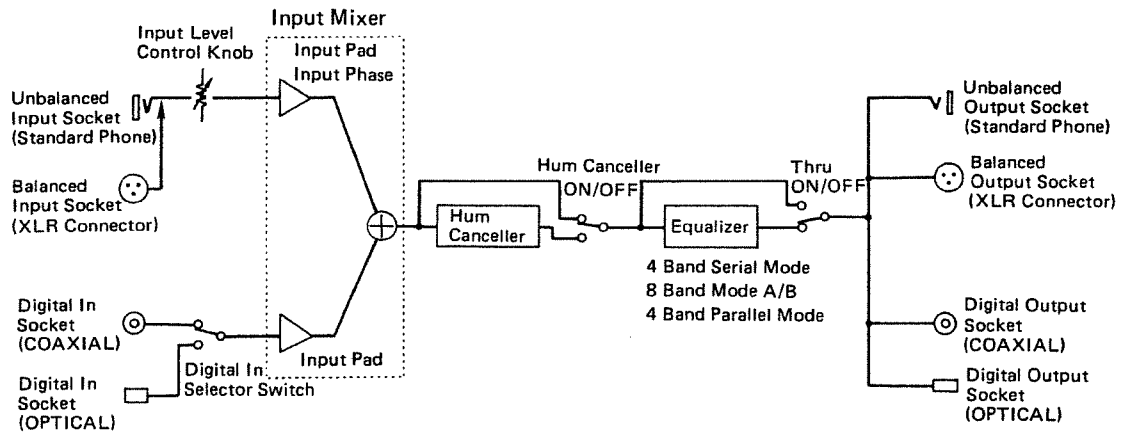 Input Mixer
Input Level
Control Knob
Input Pad
Input Phase
Unbalanced
Input Socket
(Standard Phone)
Balanced
Input Socket
(XLR Connector)
Digital In
Socket
(COAXIAL)
Digital In
Socket
(OPTICAL)
Digital In
Selector Switch
Input Pad
Hum
Canceller
Hum Canceller
ON/OFF
Equalizer
4 Band Serial Mode
8 Band Mode A/B
4 Band Parallel Mode
Thru
ON/OFF
Unbalanced
Output Socket
(Standard Phone)
Balanced
Output Socket
(XLR Connector)
Digital Output
Socket
(COAXIAL)
Digital Output
Socket
(OPTICAL)